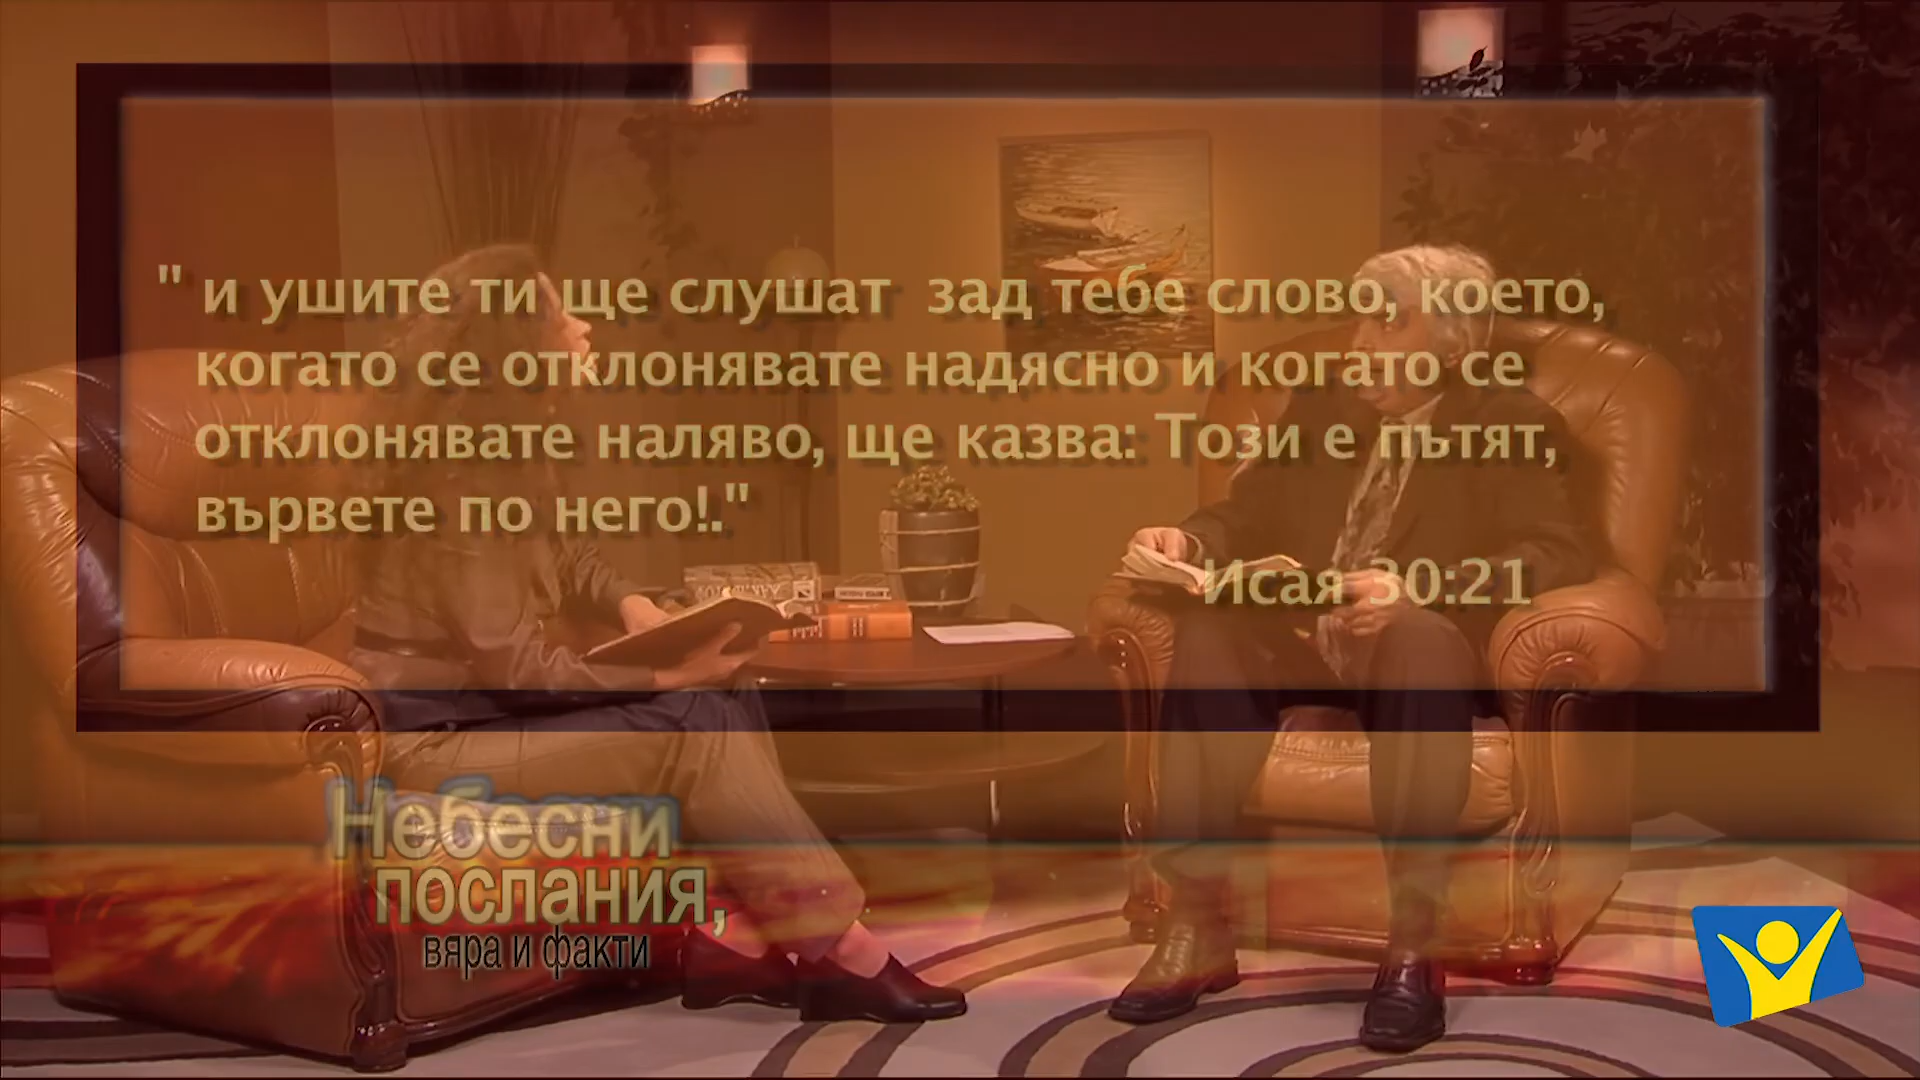 " и ушите ти ще слушат  зад тебе слово, което,
когато се отклонявате надясно и когато се
отклонявате наляво, ще казва: Този е пътят,
вървете по него!."
Исая 30:21
Небесни
послания,
вяра и факти